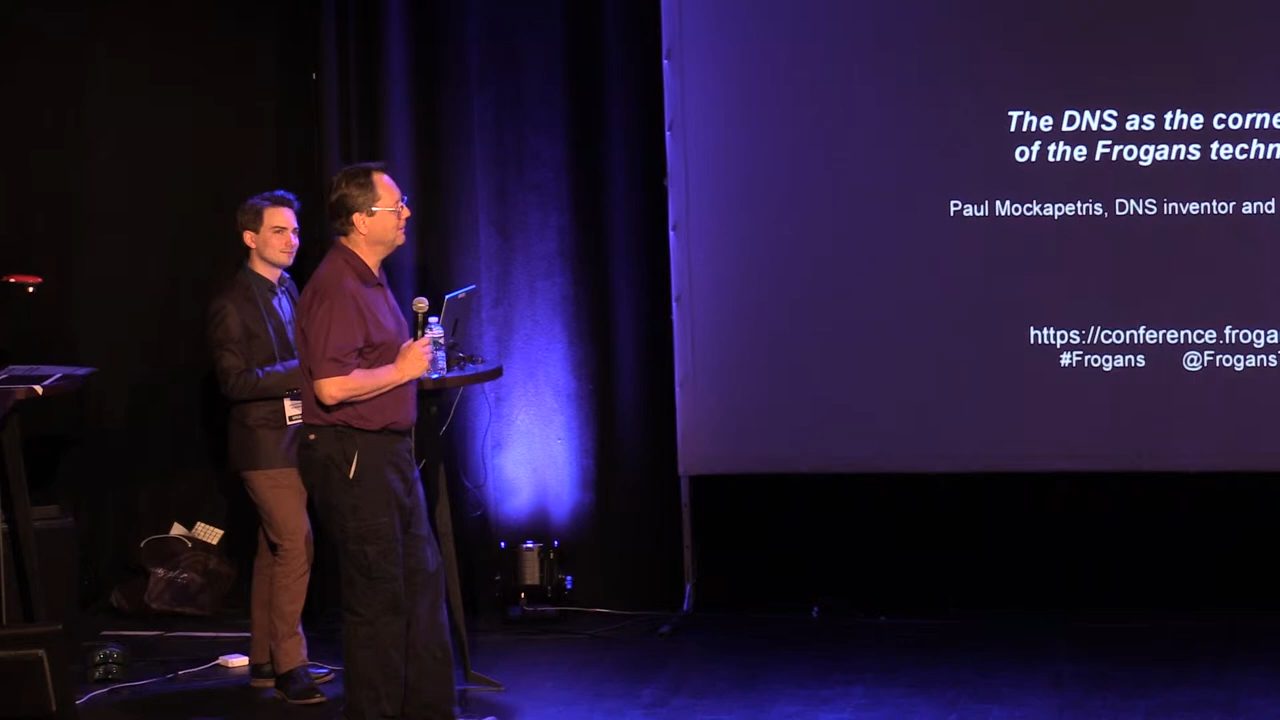 The DNS as the corne
of the Frogans techn
Paul Mockapetris, DNS inventor and
https://conference.froga
#Frogans @Frogans